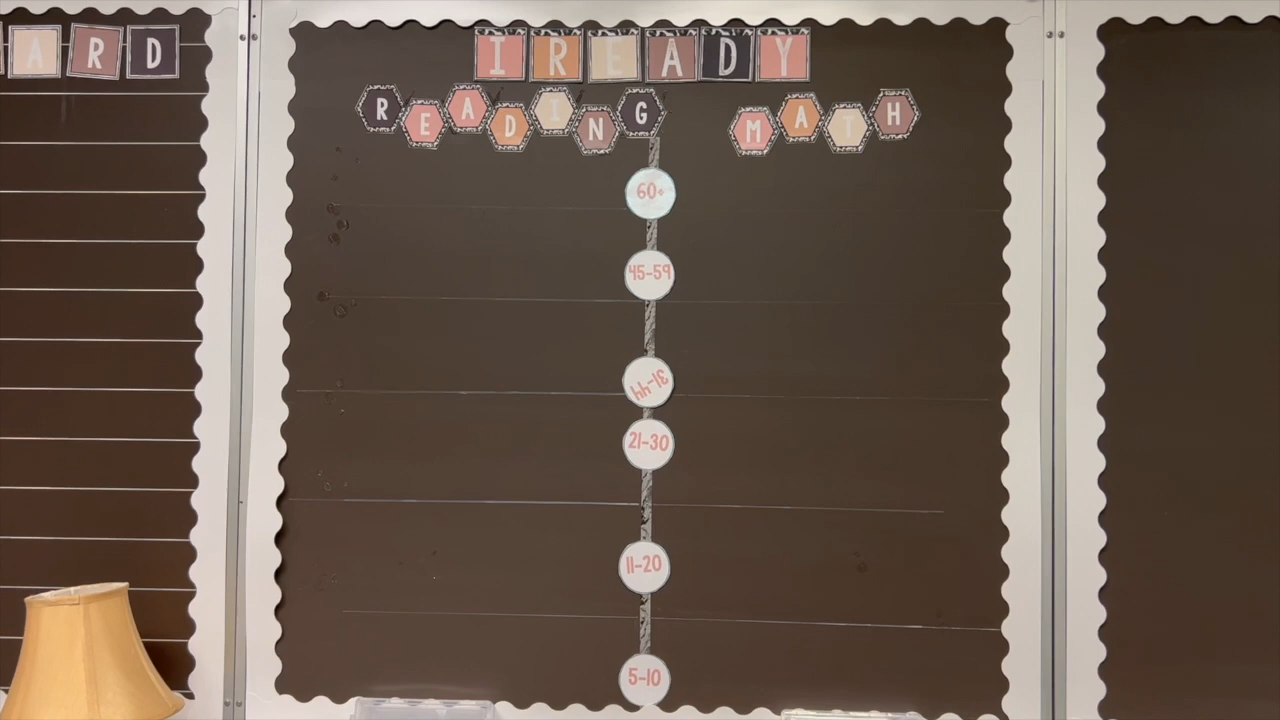 ARD
IREADY
READING
MATH
60+
45-59
31-44
21-30
11-20
5-10